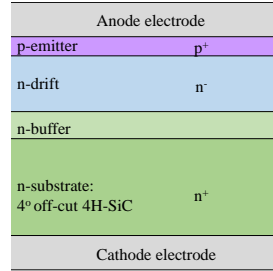 Anode electrode
p-emitter p⁺
n-drift n⁻
n-buffer
n-substrate: n⁺
4° off-cut 4H-SiC
Cathode electrode